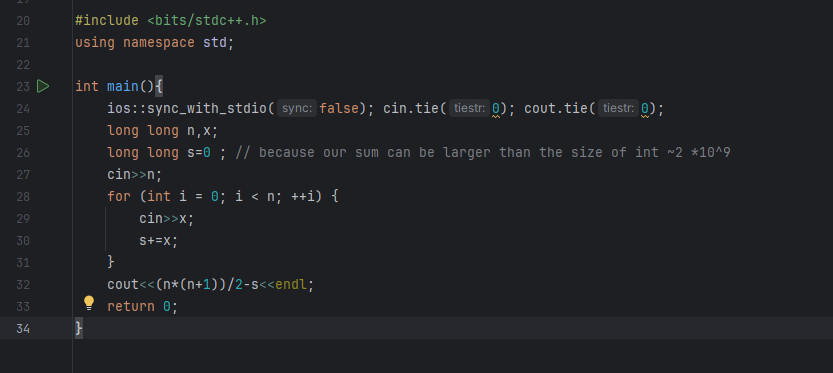 20 #include <bits/stdc++.h>
21 using namespace std;
22
23 int main(){
24 ios::sync_with_stdio( sync: false); cin.tie( tiestr: 0); cout.tie( tiestr: 0);
25 long long n,x;
26 long long s=0 ; // because our sum can be larger than the size of int ~2 *10^9
27 cin>>n;
28 for (int i = 0; i < n; ++i) {
29 cin>>x;
30 s+=x;
31 }
32 cout<<(n*(n+1))/2-s<<endl;
33 return 0;
34 }